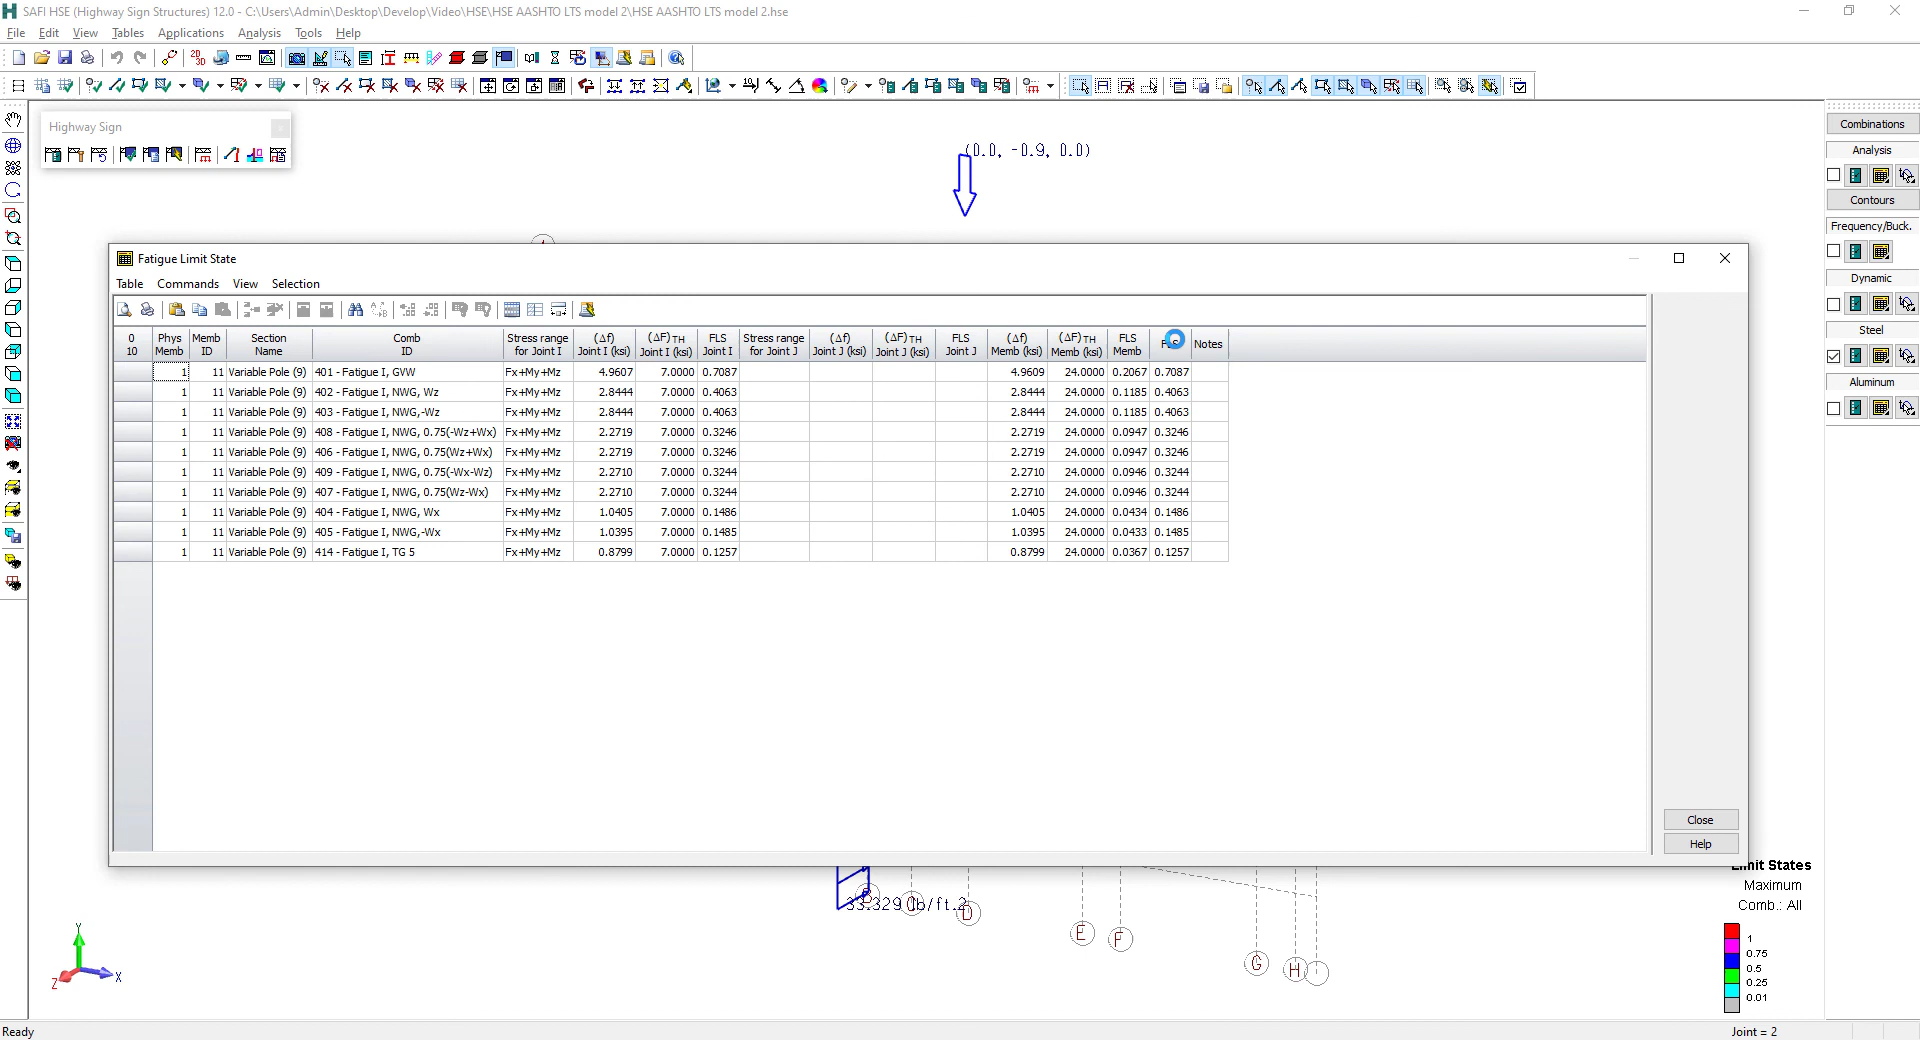 SAFI HSE (Highway Sign Structures) 12.0 - C:\Users\Admin\Desktop\Develop\Video\HSE\HSE AASHTO LTS model 2\HSE AASHTO LTS model 2.hse
File Edit View Tables Applications Analysis Tools Help
Highway Sign
(0.0, -0.9, 0.0)
Combinations
Analysis
Contours
Frequency/Buck.
Dynamic
Steel
Aluminum
Fatigue Limit State
Table Commands View Selection
0 Phys Memb Section Comb Stress range (Δf) (ΔF)TH FLS Stress range (Δf) (ΔF)TH FLS (Δf) (ΔF)TH FLS Notes
10 Memb ID Name ID for Joint I Joint I (ksi) Joint I (ksi) Joint I for Joint J Joint J (ksi) Joint J (ksi) Joint J Memb (ksi) Memb (ksi) Memb
1 11 Variable Pole (9) 401 - Fatigue I, GVW Fx+My+Mz 4.9607 7.0000 0.7087 4.9609 24.0000 0.2067 0.7087
1 11 Variable Pole (9) 402 - Fatigue I, NWG, Wz Fx+My+Mz 2.8444 7.0000 0.4063 2.8444 24.0000 0.1185 0.4063
1 11 Variable Pole (9) 403 - Fatigue I, NWG,-Wz Fx+My+Mz 2.8444 7.0000 0.4063 2.8444 24.0000 0.1185 0.4063
1 11 Variable Pole (9) 408 - Fatigue I, NWG, 0.75(-Wz+Wx) Fx+My+Mz 2.2719 7.0000 0.3246 2.2719 24.0000 0.0947 0.3246
1 11 Variable Pole (9) 406 - Fatigue I, NWG, 0.75(Wz+Wx) Fx+My+Mz 2.2719 7.0000 0.3246 2.2719 24.0000 0.0947 0.3246
1 11 Variable Pole (9) 409 - Fatigue I, NWG, 0.75(-Wx-Wz) Fx+My+Mz 2.2710 7.0000 0.3244 2.2710 24.0000 0.0946 0.3244
1 11 Variable Pole (9) 407 - Fatigue I, NWG, 0.75(Wz-Wx) Fx+My+Mz 2.2710 7.0000 0.3244 2.2710 24.0000 0.0946 0.3244
1 11 Variable Pole (9) 404 - Fatigue I, NWG, Wx Fx+My+Mz 1.0405 7.0000 0.1486 1.0405 24.0000 0.0434 0.1486
1 11 Variable Pole (9) 405 - Fatigue I, NWG,-Wx Fx+My+Mz 1.0395 7.0000 0.1485 1.0395 24.0000 0.0433 0.1485
1 11 Variable Pole (9) 414 - Fatigue I, TG 5 Fx+My+Mz 0.8799 7.0000 0.1257 0.8799 24.0000 0.0367 0.1257
Close
Help
Limit States
Maximum
Comb.: All
1
0.75
0.5
0.25
0.01
33.329 lb/ft.2
B
D
E
F
G
H
Y
X
Z
Ready
Joint = 2